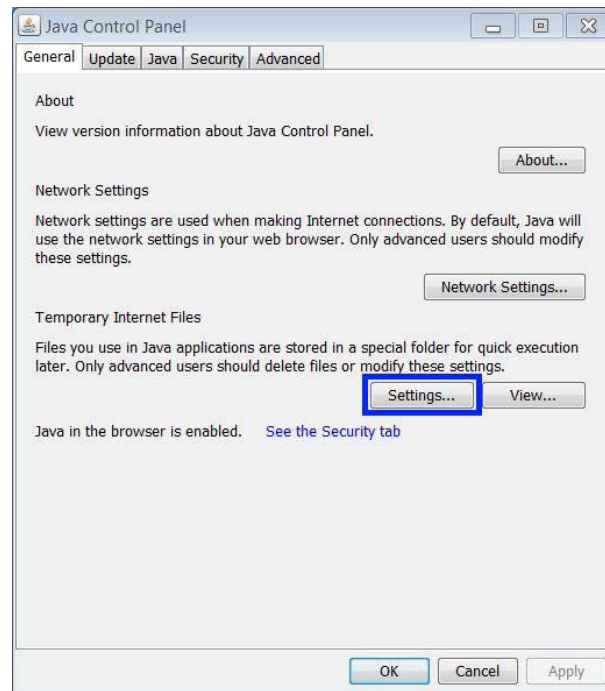 Java Control Panel
General Update Java Security Advanced
About
View version information about Java Control Panel.
About...
Network Settings
Network settings are used when making Internet connections. By default, Java will
use the network settings in your web browser. Only advanced users should modify
these settings.
Network Settings...
Temporary Internet Files
Files you use in Java applications are stored in a special folder for quick execution
later. Only advanced users should delete files or modify these settings.
Settings... View...
Java in the browser is enabled. See the Security tab
OK Cancel Apply